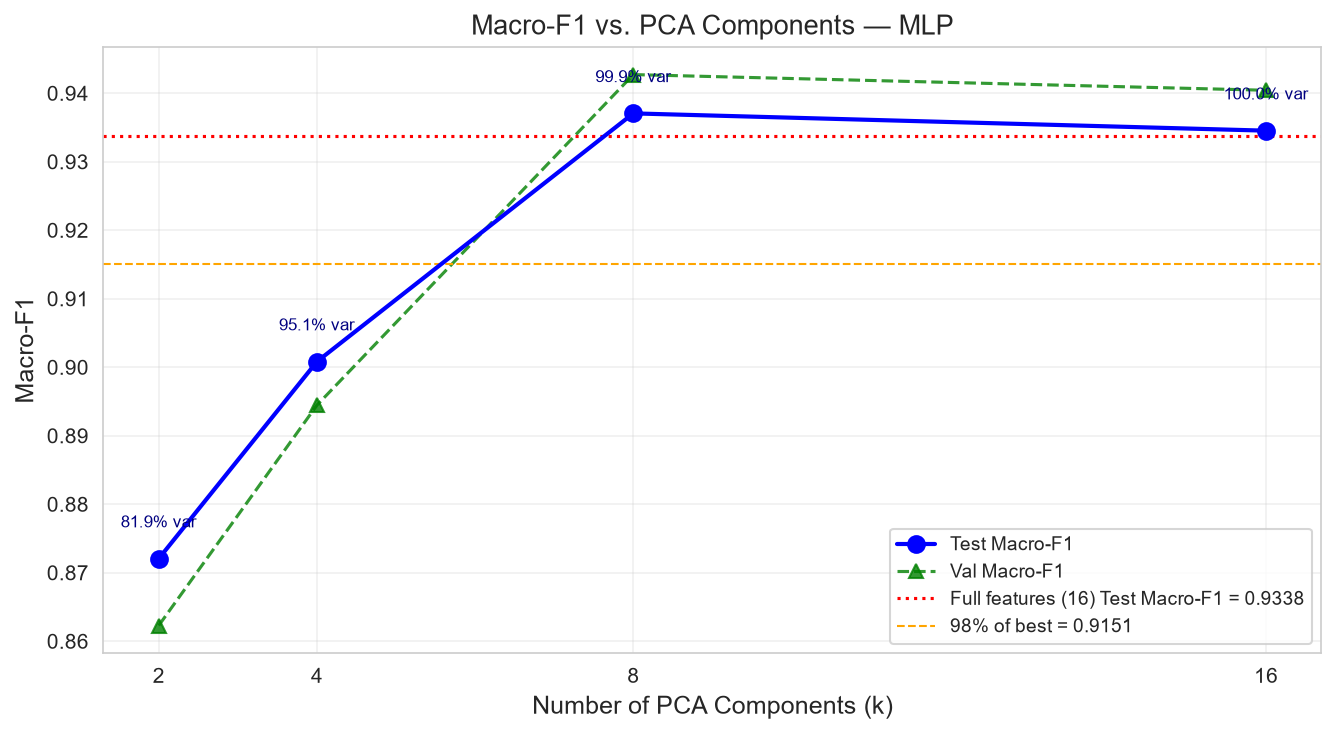 Macro-F1 vs. PCA Components — MLP
Macro-F1
0.94
0.93
0.92
0.91
0.90
0.89
0.88
0.87
0.86
81.9% var
95.1% var
99.9% var
100.0% var
Test Macro-F1
Val Macro-F1
Full features (16) Test Macro-F1 = 0.9338
98% of best = 0.9151
2 4 8 16
Number of PCA Components (k)